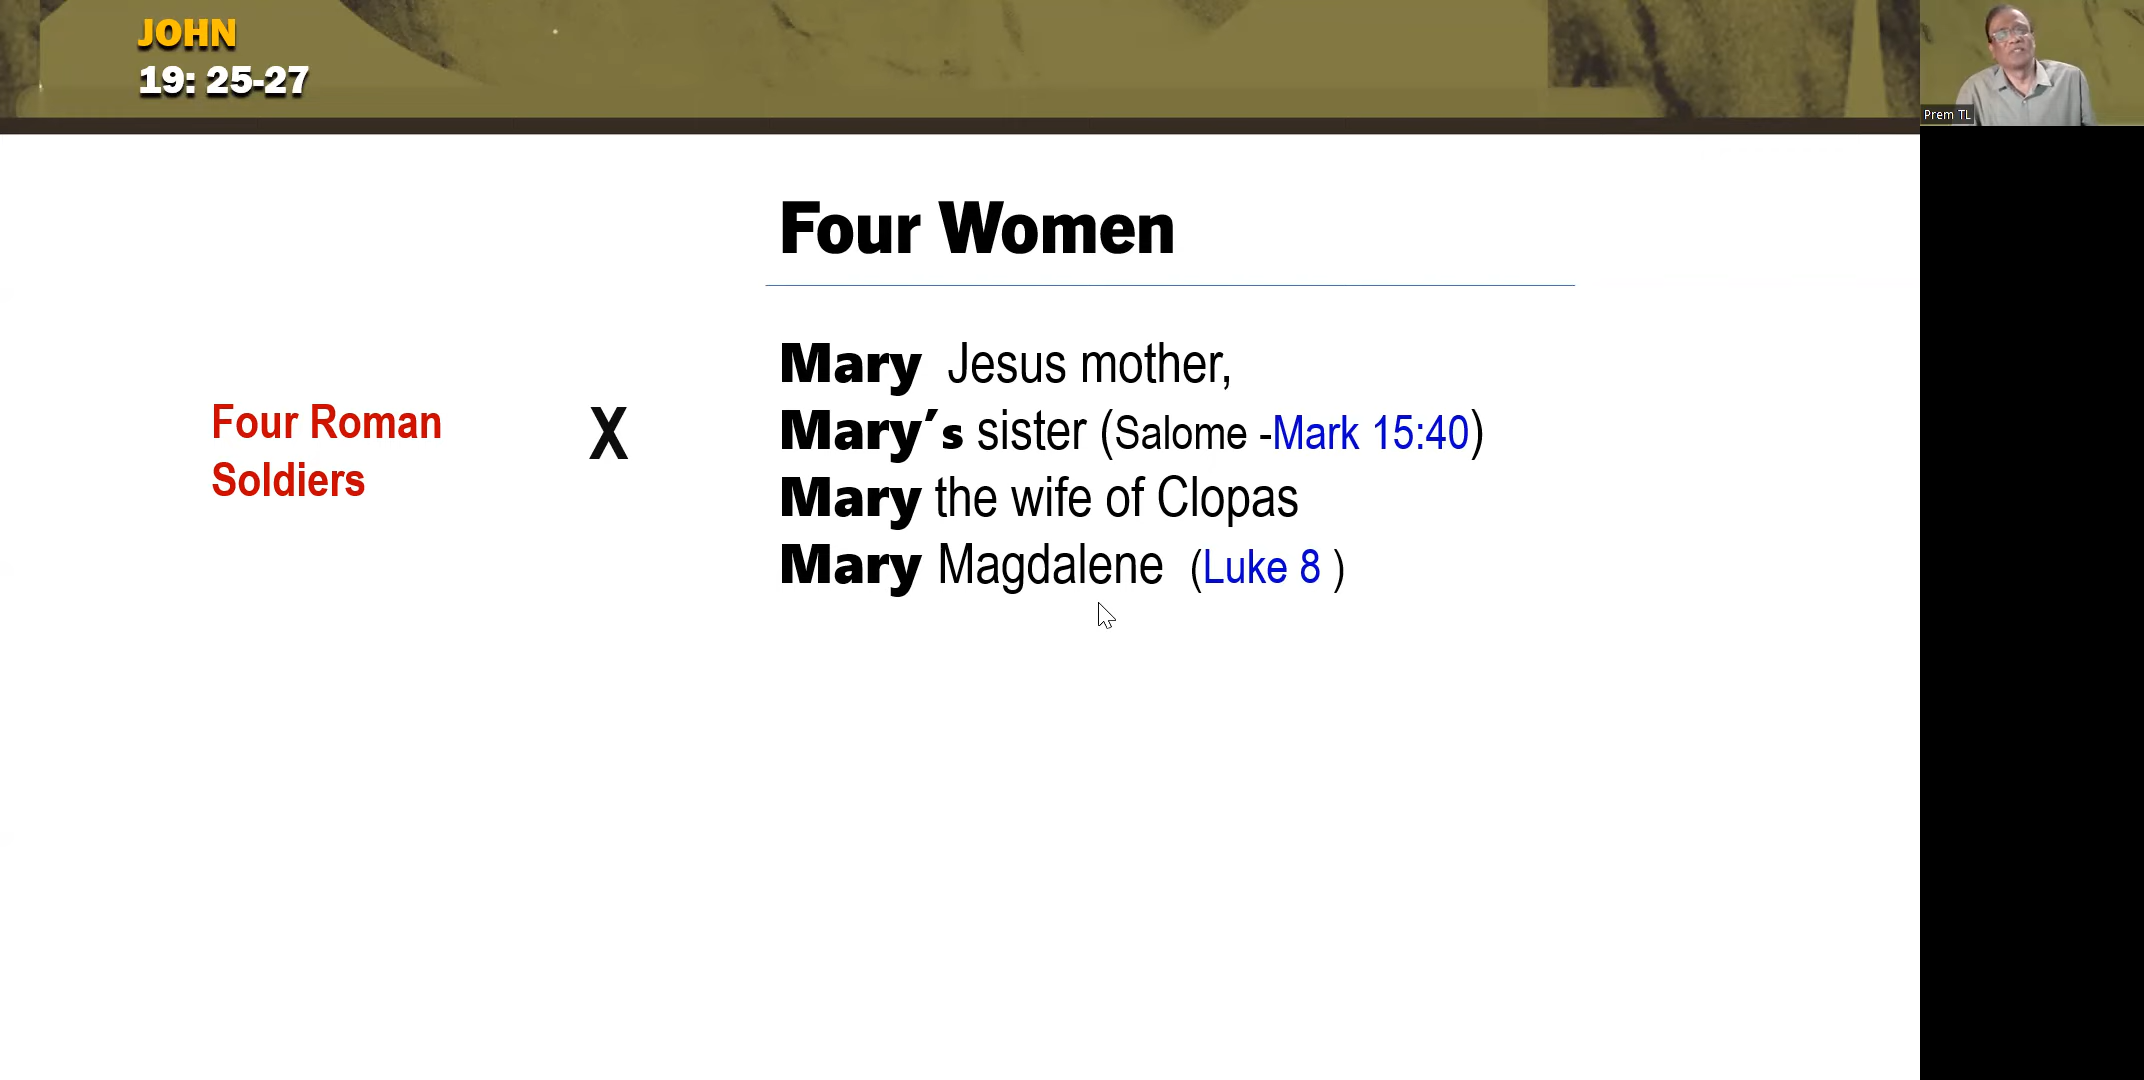 JOHN
19: 25-27
Prem TL
Four Women
Four Roman
Soldiers
X
Mary Jesus mother,
Mary’s sister (Salome -Mark 15:40)
Mary the wife of Clopas
Mary Magdalene (Luke 8 )